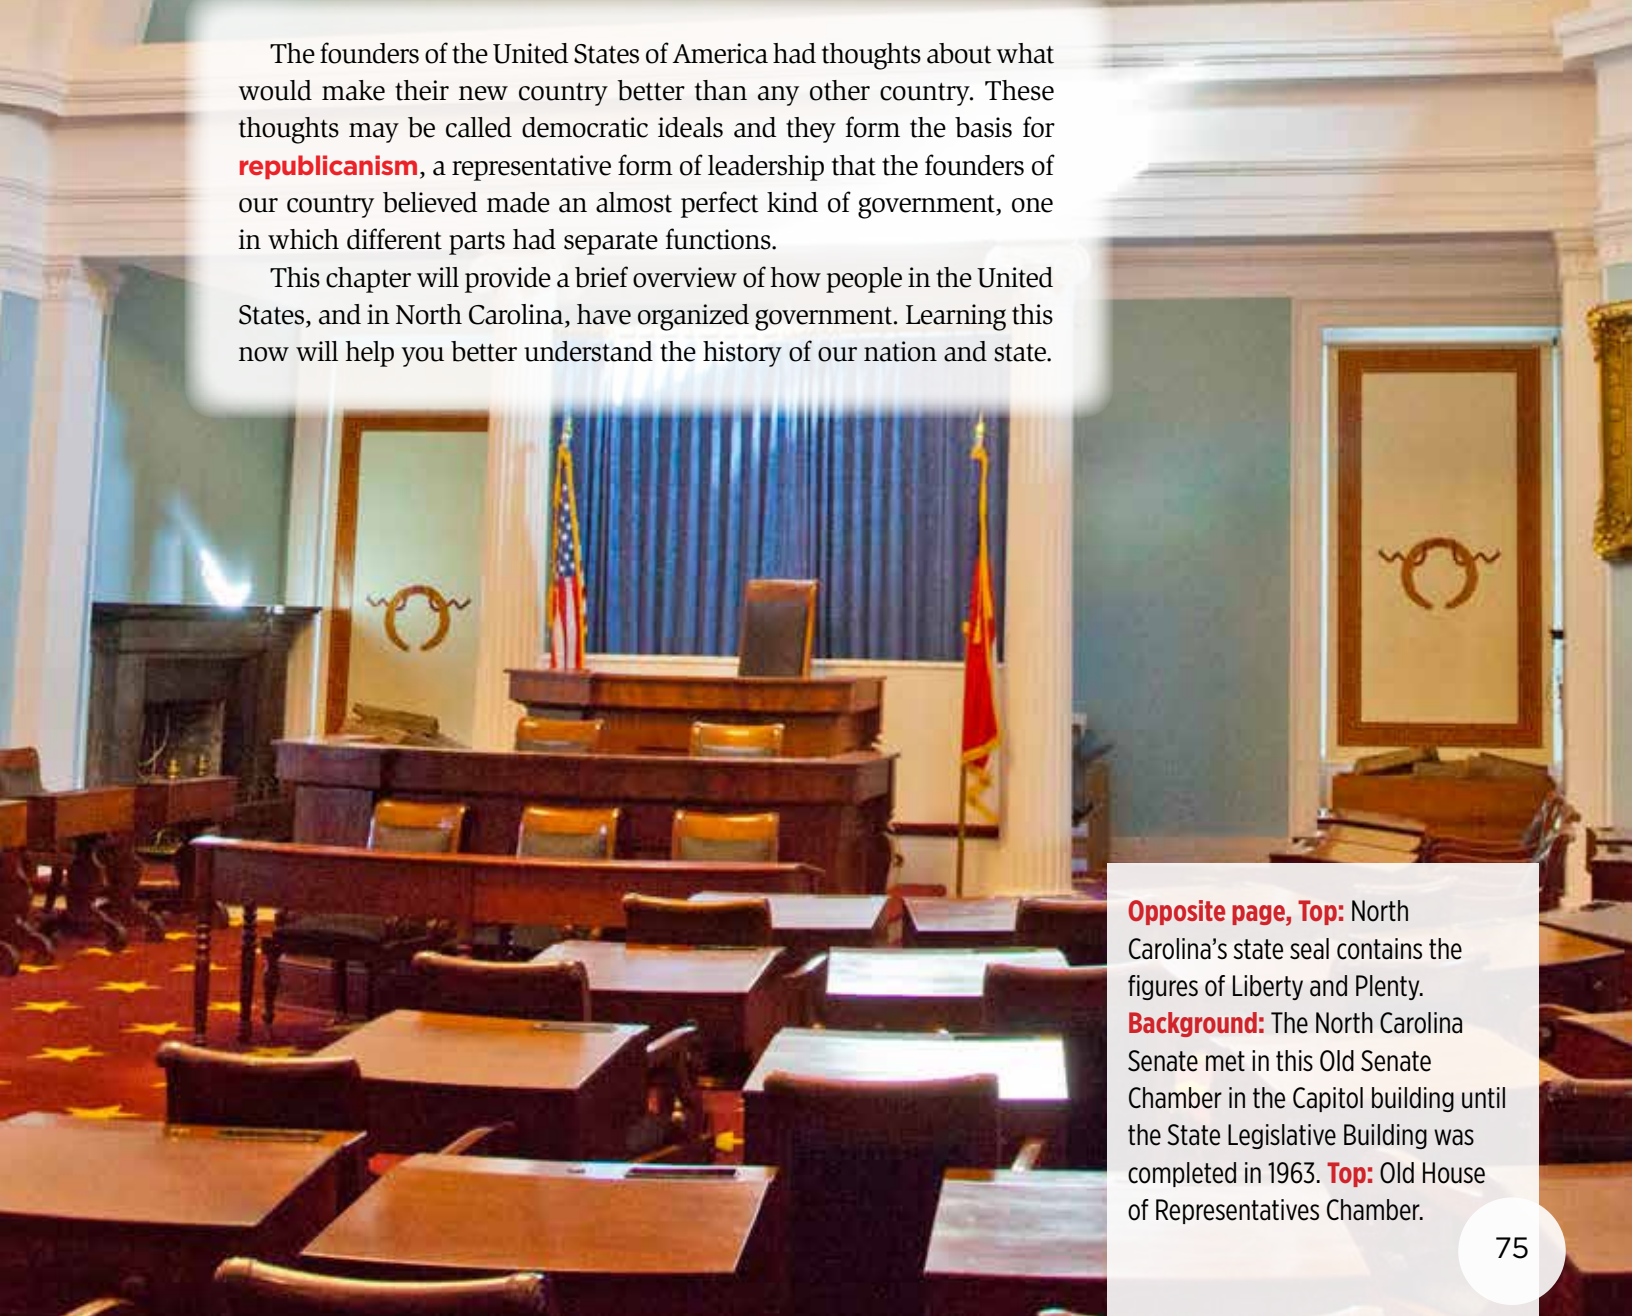 The founders of the United States of America had thoughts about what
would make their new country better than any other country. These
thoughts may be called democratic ideals and they form the basis for
republicanism, a representative form of leadership that the founders of
our country believed made an almost perfect kind of government, one
in which different parts had separate functions.
This chapter will provide a brief overview of how people in the United
States, and in North Carolina, have organized government. Learning this
now will help you better understand the history of our nation and state.
Opposite page, Top: North
Carolina’s state seal contains the
figures of Liberty and Plenty.
Background: The North Carolina
Senate met in this Old Senate
Chamber in the Capitol building until
the State Legislative Building was
completed in 1963. Top: Old House
of Representatives Chamber.
75